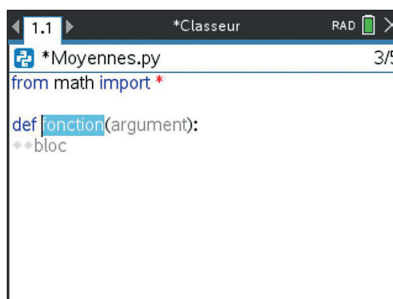 1.1 *Classeur RAD
*Moyennes.py 3/5
from math import *
def fonction(argument):
bloc